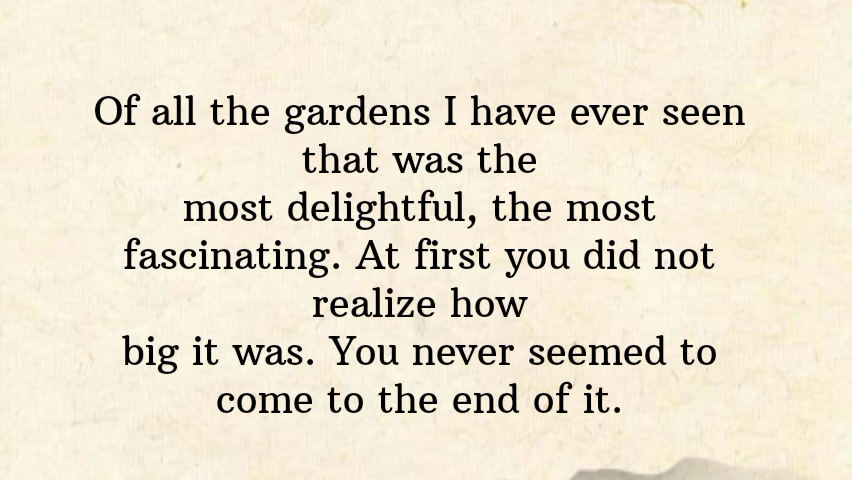 Of all the gardens I have ever seen
that was the
most delightful, the most
fascinating. At first you did not
realize how
big it was. You never seemed to
come to the end of it.